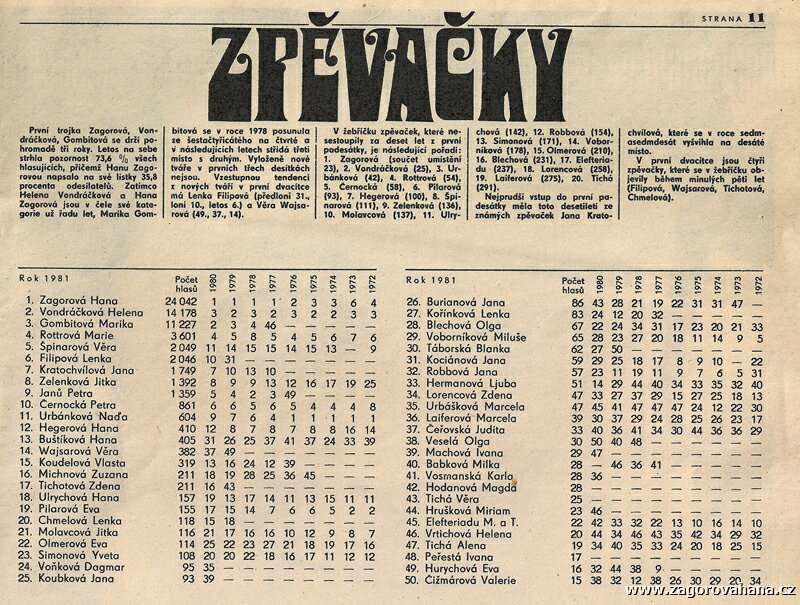 STRANA 11
ZPĚVAČKY
První trojka Zagorová, Von-
dráčková, Gombitová se drží po-
hromadě tři roky. Letos na sebe
strhla pozornost 73,6 % všech
hlasujících, přičemž Hanu Zagо-
rovou napsalo na své lístky 35,8
procenta odesilatelů. Zatímco
Helena Vondráčková a Hana
Zagorová jsou v čele své kate-
gorie už řadu let, Marika Gom-
bitová se v roce 1978 posunula
ze šestačtyřicátého na čtvrté a
v následujících letech střídá třetí
místo s druhým. Vyloženě nové
tváře v prvních třech desítkách
nejsou. Vzestupnou tendenci
z nových tváří v první dvacítce
má Lenka Filipová (předloni 31.,
loni 10., letos 6.) a Věra Wajsa-
rová (49., 37., 14).
V žebříčku zpěvaček, které ne-
sestoupily za deset let z první
padesátky, je následující pořadí:
1. Zagorová (součet umístění
23), 2. Vondráčková (25), 3. Ur-
bánková (42), 4. Rottrová (54),
5. Černocká (58), 6. Pilarová
(93), 7. Hegerová (100), 8. Špi-
narová (111), 9. Zelenková (136),
10. Molavcová (137), 11. Ulry-
chová (142), 12. Robbová (154),
13. Simonová (171), 14. Vobor-
níková (178), 15. Olmerová (210),
16. Blechová (231), 17. Elefteria-
du (237), 18. Lorencová (258),
19. Laiferová (275), 20. Tichá
(291).
Nejprudší vstup do první pa-
desátky měla toto desetiletí ze
známých zpěvaček Jana Krato-
chvílová, která se v roce sedm-
asedmdesát vyšvihla na desáté
místo.
V první dvacítce jsou čtyři
zpěvačky, které se v žebříčku ob-
jevily během minulých pěti let
(Filipová, Wajsarová, Tichotová,
Chmelová).
Rok 1981 Počet hlasů 1980 1979 1978 1977 1976 1975 1974 1973 1972
1. Zagorová Hana 24 042 1 1 1 1 2 3 3 6 4
2. Vondráčková Helena 14 178 3 2 3 2 3 2 2 3 3
3. Gombitová Marika 11 227 2 3 4 46 — — — — —
4. Rottrová Marie 3 601 4 5 8 5 4 5 6 7 6
5. Špinarová Věra 2 049 11 14 15 15 14 15 13 — 9
6. Filipová Lenka 2 046 10 31 — — — — — — —
7. Kratochvílová Jana 1 749 7 10 13 10 — — — — —
8. Zelenková Jitka 1 392 8 9 9 13 12 16 17 19 25
9. Janů Petra 1 359 5 4 2 3 49 — — — —
10. Černocká Petra 861 6 6 5 6 5 4 4 4 8
11. Urbánková Naďa 604 9 7 6 4 1 1 1 1 1
12. Hegerová Hana 410 12 8 7 8 7 8 8 16 14
13. Buštíková Hana 405 31 26 25 37 41 37 24 33 39
14. Wajsarová Věra 382 37 49 — — — — — — —
15. Koudelová Vlasta 319 13 16 24 12 39 — — — —
16. Michnová Zuzana 211 18 19 28 25 36 45 — — —
17. Tichotová Zdena 211 16 43 — — — — — — —
18. Ulrychová Hana 157 19 13 17 14 11 13 15 11 11
19. Pilarová Eva 155 17 15 14 7 6 6 5 2 2
20. Chmelová Lenka 118 15 18 — — — — — — —
21. Molavcová Jitka 116 21 17 16 16 10 12 9 8 7
22. Olmerová Eva 114 25 22 23 27 21 18 19 17 16
23. Simonová Yveta 108 20 20 22 18 16 17 11 12 12
24. Voňková Dagmar 95 35 — — — — — — — —
25. Koubková Jana 93 39 — — — — — — — —
Rok 1981 Počet hlasů 1980 1979 1978 1977 1976 1975 1974 1973 1972
26. Burianová Jana 86 43 28 21 19 22 31 31 47 —
27. Kořínková Lenka 83 24 12 20 32 — — — — —
28. Blechová Olga 67 22 24 34 31 17 23 20 21 33
29. Voborníková Miluše 65 28 23 27 20 18 11 14 9 5
30. Táborská Blanka 62 27 50 — — — — — — —
31. Kociánová Jana 59 29 25 18 17 8 9 10 — 22
32. Robbová Jana 57 23 11 19 11 9 7 6 5 31
33. Hermanová Ljuba 51 14 29 44 40 34 33 35 32 40
34. Lorencová Zdena 47 33 27 37 29 15 27 25 18 13
35. Urbášková Marcela 47 45 41 47 47 24 12 22 30
36. Laiferová Marcela 39 30 37 29 24 28 25 26 23 17
37. Čeřovská Judita 33 40 36 41 34 30 44 36 36 29
38. Veselá Olga 30 50 40 48 — — — — — —
39. Machová Ivana 29 47 — — — — — — —
40. Babková Milka 28 — 46 36 41 — — — — —
41. Vosmanská Karla 28 36 — — — — — — —
42. Hodanová Magda 28 — — — — — — — —
43. Tichá Věra 25 — — — — — — — —
44. Hrušková Miriam 23 46 — — — — — — —
45. Elefteriadu M. a T. 22 42 33 32 22 13 10 16 14 10
46. Vrtichová Helena 20 44 34 46 43 35 42 34 29 32
47. Tichá Alena 19 34 40 35 33 24 20 18 25 15
48. Peřestá Ivana 17 — — — — — — — —
49. Hurychová Eva 16 32 44 38 9 — — — — —
50. Čižmárová Valerie 15 38 32 12 38 26 30 29 20 34
www.zagorovahana.cz